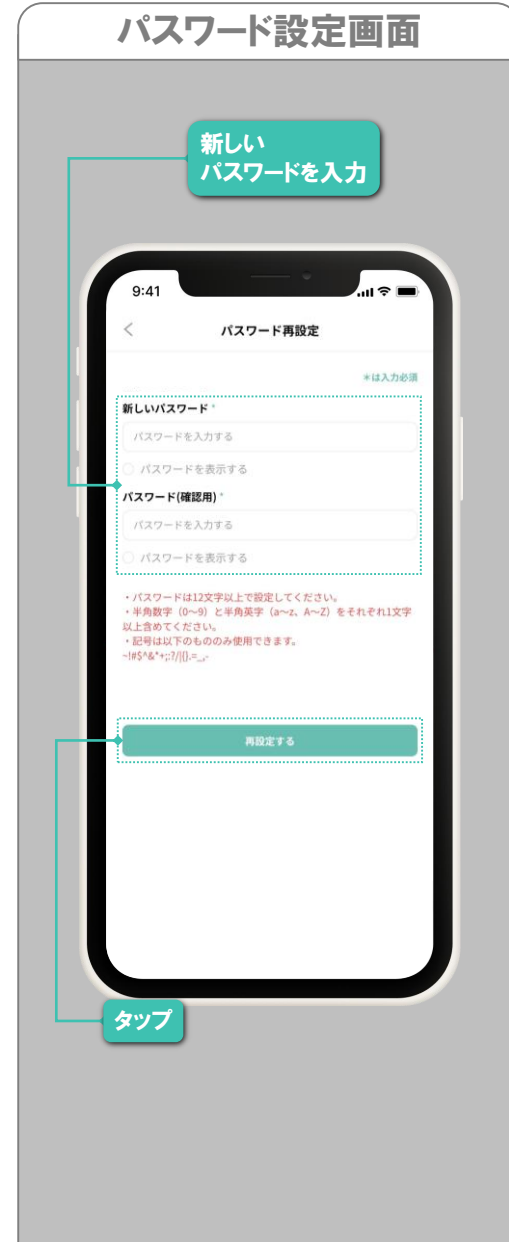 パスワード設定画面
新しい
パスワードを入力
9:41
パスワード再設定
*は入力必須
新しいパスワード*
パスワードを入力する
パスワードを表示する
パスワード(確認用)*
パスワードを入力する
パスワードを表示する
・パスワードは12文字以上で設定してください。
・半角数字（0〜9）と半角英字（a〜z、A〜Z）をそれぞれ1文字
以上含めてください。
・記号は以下のもののみ使用できます。
~!#$^&*+;:?/|{}.=_,-
再設定する
タップ